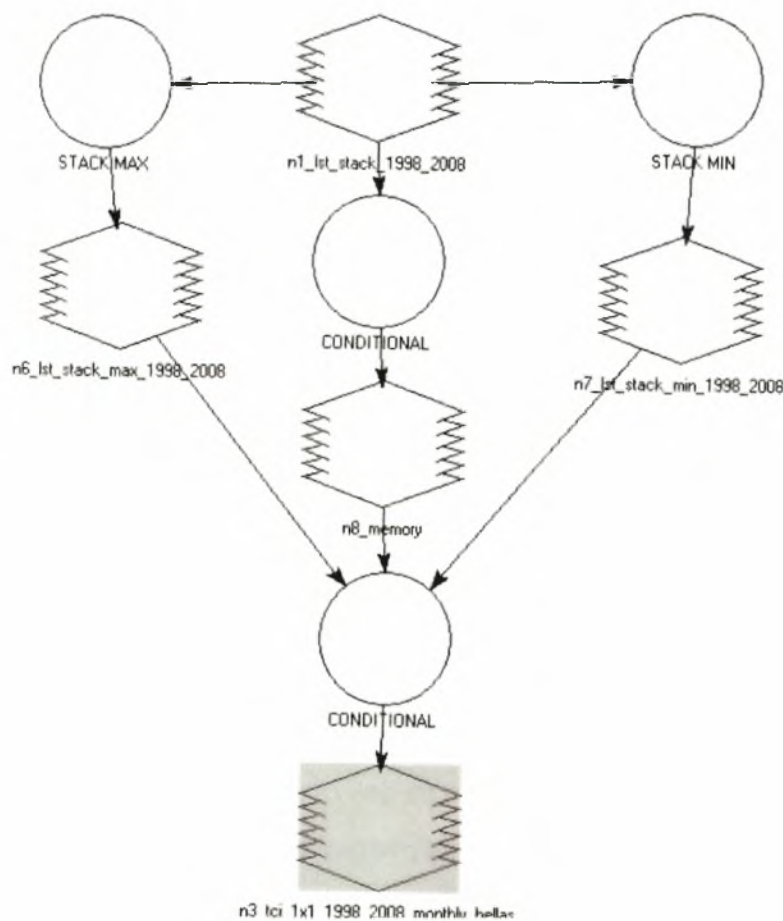 STACK MAX
n1_lst_stack_1998_2008
STACK MIN
CONDITIONAL
n6_lst_stack_max_1998_2008
n7_lst_stack_min_1998_2008
n8_memory
CONDITIONAL
n3_tci_1x1_1998_2008_monthly_hellas